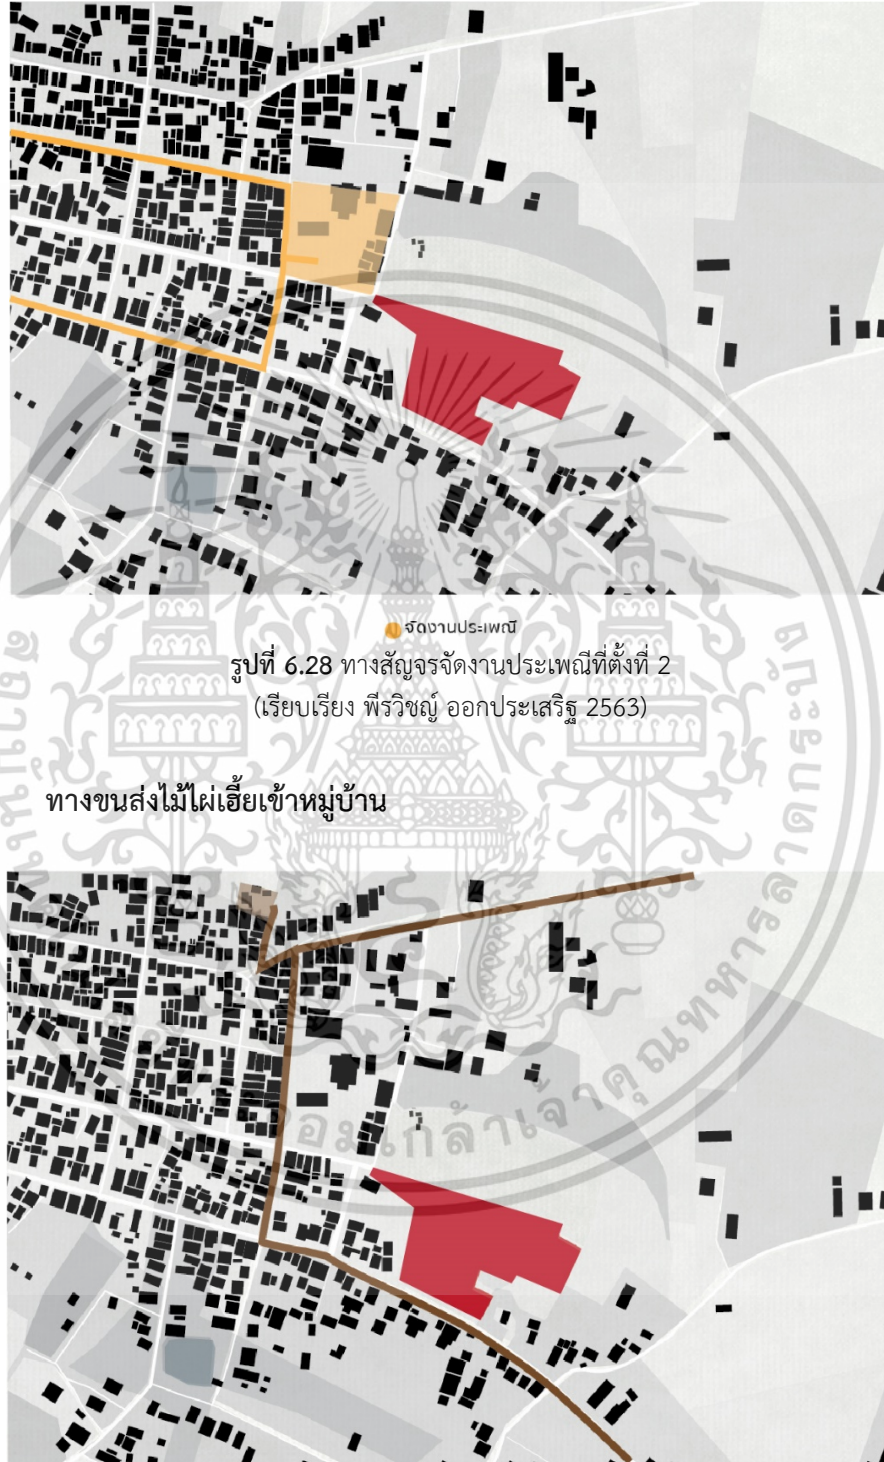 จัดงานประเพณี
รูปที่ 6.28 ทางสัญจรจัดงานประเพณีที่ตั้งที่ 2
(เรียบเรียง พีรวิชญ์ ออกประเสริฐ 2563)
ทางขนส่งไม้ไผ่เฮี้ยเข้าหมู่บ้าน